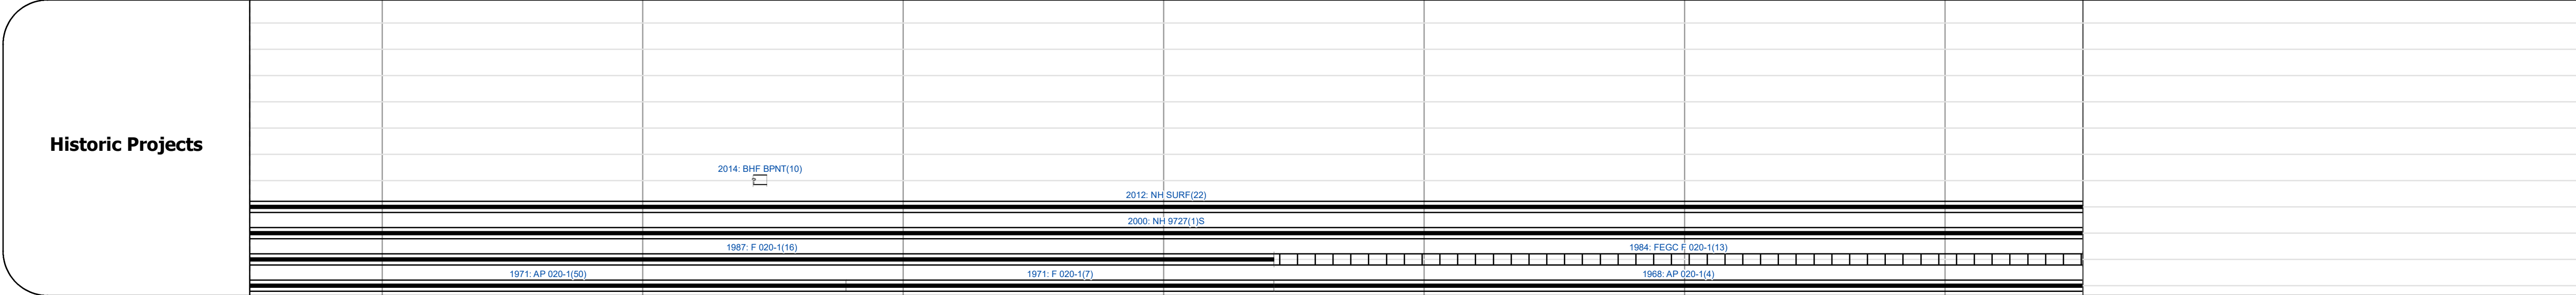 Historic Projects
2014: BHF BPNT(10)
2012: NH SURF(22)
2000: NH 9727(1)S
1987: F 020-1(16)
1984: FEGC F 020-1(13)
1971: AP 020-1(50)
1971: F 020-1(7)
1968: AP 020-1(4)